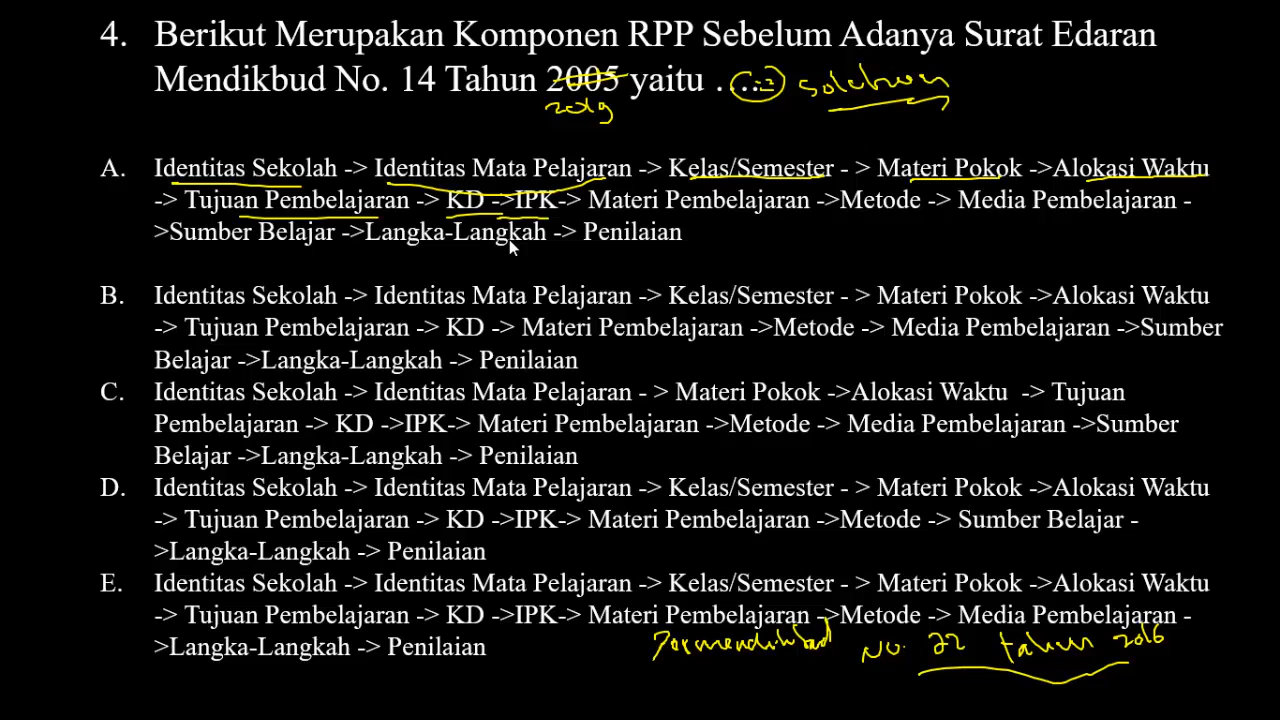 4. Berikut Merupakan Komponen RPP Sebelum Adanya Surat Edaran
Mendikbud No. 14 Tahun 2005 yaitu ....
2019
A. Identitas Sekolah -> Identitas Mata Pelajaran -> Kelas/Semester - > Materi Pokok ->Alokasi Waktu
-> Tujuan Pembelajaran -> KD ->IPK-> Materi Pembelajaran ->Metode -> Media Pembelajaran -
>Sumber Belajar ->Langka-Langkah -> Penilaian
B. Identitas Sekolah -> Identitas Mata Pelajaran -> Kelas/Semester - > Materi Pokok ->Alokasi Waktu
-> Tujuan Pembelajaran -> KD -> Materi Pembelajaran ->Metode -> Media Pembelajaran ->Sumber
Belajar ->Langka-Langkah -> Penilaian
C. Identitas Sekolah -> Identitas Mata Pelajaran - > Materi Pokok ->Alokasi Waktu -> Tujuan
Pembelajaran -> KD ->IPK-> Materi Pembelajaran ->Metode -> Media Pembelajaran ->Sumber
Belajar ->Langka-Langkah -> Penilaian
D. Identitas Sekolah -> Identitas Mata Pelajaran -> Kelas/Semester - > Materi Pokok ->Alokasi Waktu
-> Tujuan Pembelajaran -> KD ->IPK-> Materi Pembelajaran ->Metode -> Sumber Belajar -
>Langka-Langkah -> Penilaian
E. Identitas Sekolah -> Identitas Mata Pelajaran -> Kelas/Semester - > Materi Pokok ->Alokasi Waktu
-> Tujuan Pembelajaran -> KD ->IPK-> Materi Pembelajaran ->Metode -> Media Pembelajaran -
>Langka-Langkah -> Penilaian
Permendikbud No. 22 tahun 2016